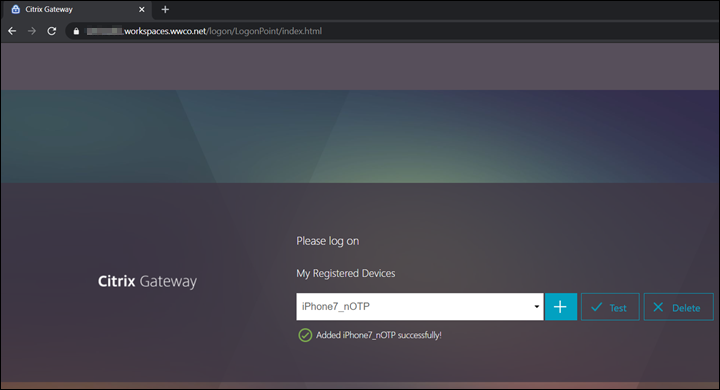 Citrix Gateway
.workspaces.wwco.net/logon/LogonPoint/index.html
Please log on
My Registered Devices
Citrix Gateway
iPhone7_nOTP
Test
Delete
Added iPhone7_nOTP successfully!